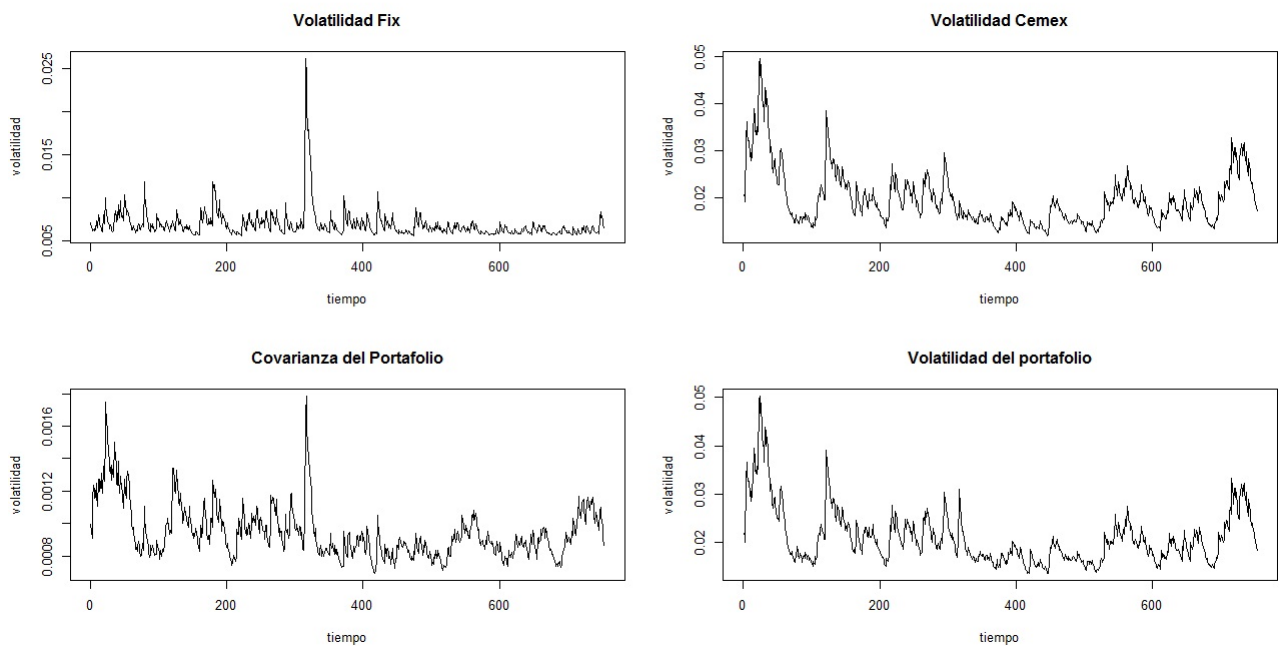 Volatilidad Fix
volatilidad
0.025
0.015
0.005
0
200
400
600
tiempo
Volatilidad Cemex
volatilidad
0.05
0.04
0.03
0.02
0
200
400
600
tiempo
Covarianza del Portafolio
volatilidad
0.0016
0.0012
0.0008
0
200
400
600
tiempo
Volatilidad del portafolio
volatilidad
0.05
0.04
0.03
0.02
0
200
400
600
tiempo